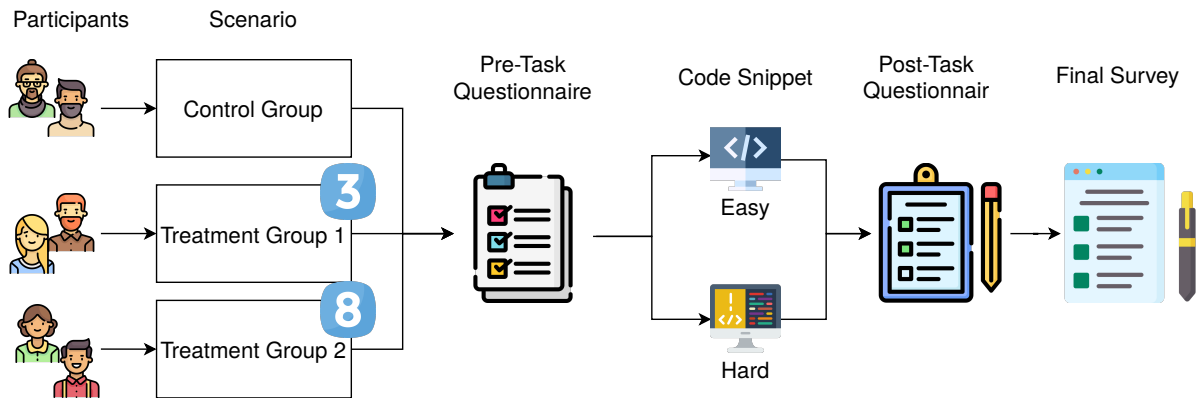 Participants
Scenario
Control Group
3
Treatment Group 1
8
Treatment Group 2
Pre-Task
Questionnaire
Code Snippet
</>
Easy
!
</>
Hard
Post-Task
Questionnair
Final Survey